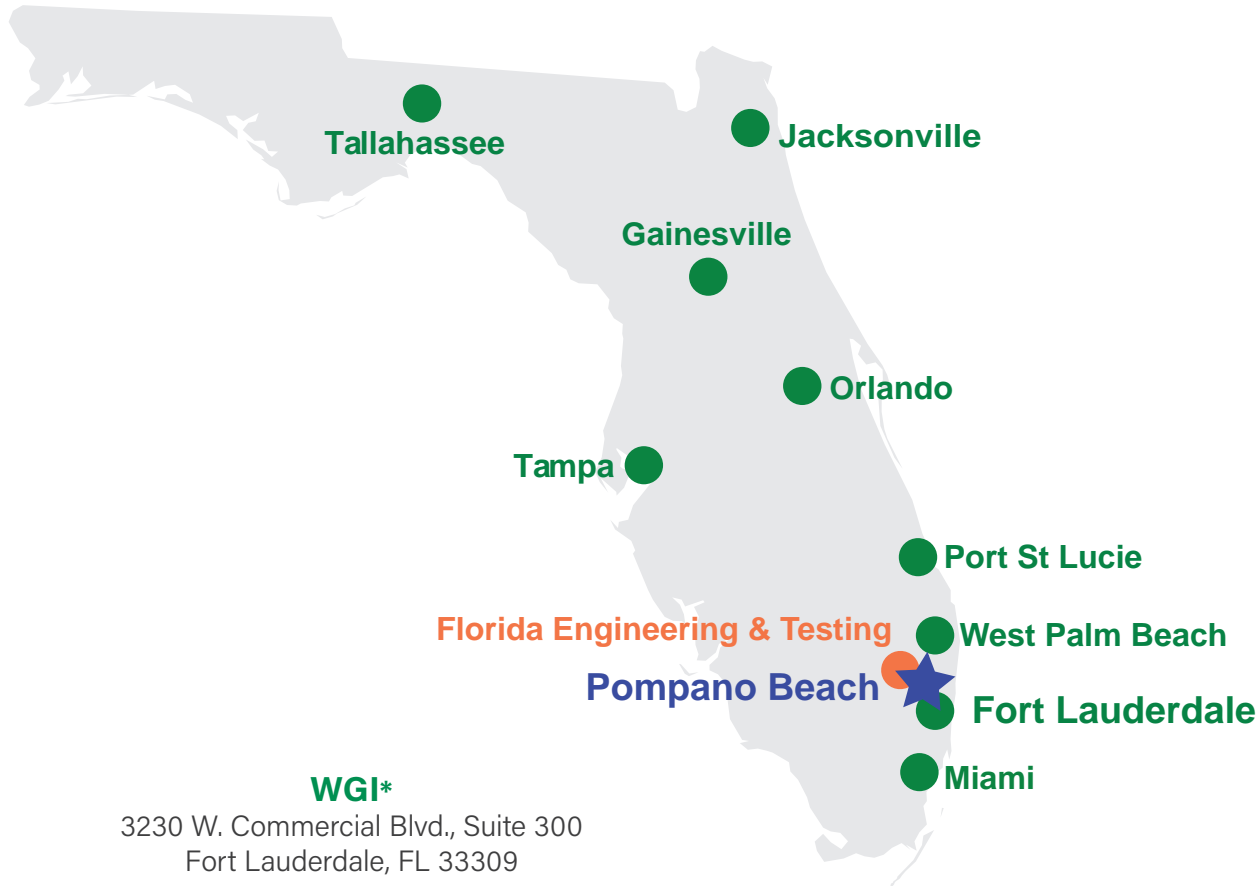 Tallahassee
Jacksonville
Gainesville
Orlando
Tampa
Port St Lucie
Florida Engineering & Testing
West Palm Beach
Pompano Beach
Fort Lauderdale
Miami
WGI*
3230 W. Commercial Blvd., Suite 300
Fort Lauderdale, FL 33309